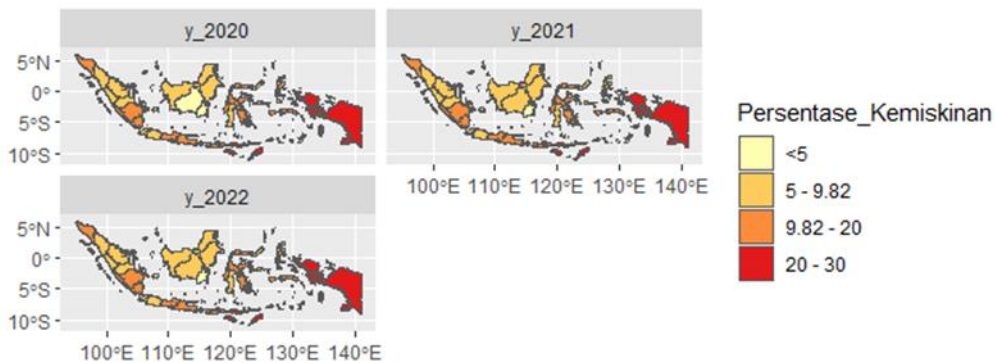 y_2020
y_2021
5°N
0°
5°S
10°S
100°E 110°E 120°E 130°E 140°E
y_2022
5°N
0°
5°S
10°S
100°E 110°E 120°E 130°E 140°E
Persentase_Kemiskinan
<5
5 - 9.82
9.82 - 20
20 - 30